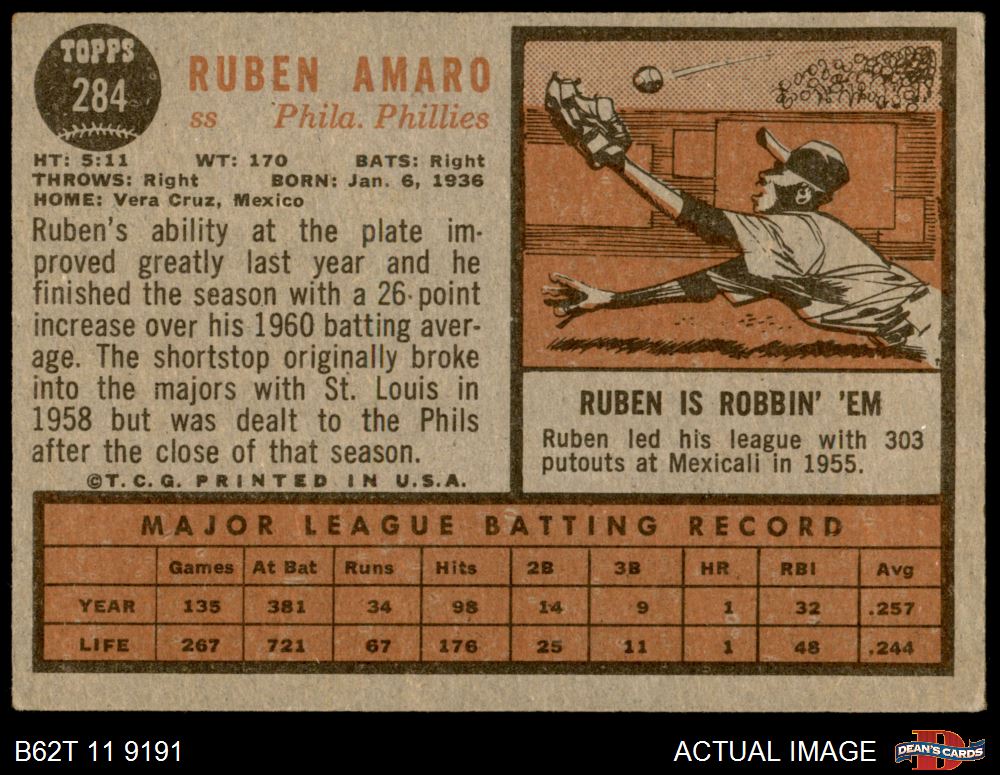 TOPPS
284
RUBEN AMARO
ss Phila. Phillies
HT: 5:11 WT: 170 BATS: Right
THROWS: Right BORN: Jan. 6, 1936
HOME: Vera Cruz, Mexico
Ruben's ability at the plate im-
proved greatly last year and he
finished the season with a 26-point
increase over his 1960 batting aver-
age. The shortstop originally broke
into the majors with St. Louis in
1958 but was dealt to the Phils
after the close of that season.
©T.C.G. PRINTED IN U.S.A.
RUBEN IS ROBBIN' 'EM
Ruben led his league with 303
putouts at Mexicali in 1955.
MAJOR LEAGUE BATTING RECORD
Games At Bat Runs Hits 2B 3B HR RBI Avg
YEAR 135 381 34 98 14 9 1 32 .257
LIFE 267 721 67 176 25 11 1 48 .244
B62T 11 9191
ACTUAL IMAGE
D
DEAN'S CARDS